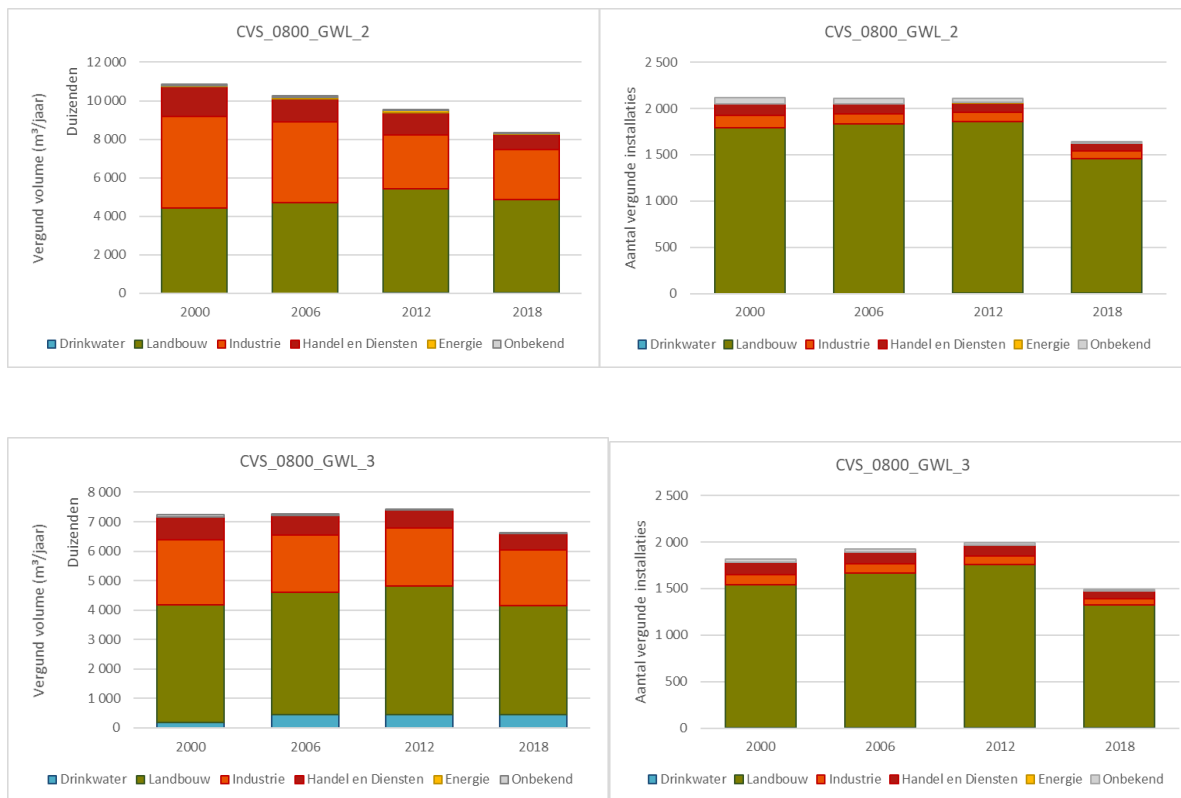 CVS_0800_GWL_2
Vergund volume (m³/jaar)
Duizenden
12 000
10 000
8 000
6 000
4 000
2 000
0
2000 2006 2012 2018
Drinkwater Landbouw Industrie Handel en Diensten Energie Onbekend
CVS_0800_GWL_2
Aantal vergunde installaties
2 500
2 000
1 500
1 000
500
0
2000 2006 2012 2018
Drinkwater Landbouw Industrie Handel en Diensten Energie Onbekend
CVS_0800_GWL_3
Vergund volume (m³/jaar)
Duizenden
8 000
7 000
6 000
5 000
4 000
3 000
2 000
1 000
0
2000 2006 2012 2018
Drinkwater Landbouw Industrie Handel en Diensten Energie Onbekend
CVS_0800_GWL_3
Aantal vergunde installaties
2 500
2 000
1 500
1 000
500
0
2000 2006 2012 2018
Drinkwater Landbouw Industrie Handel en Diensten Energie Onbekend